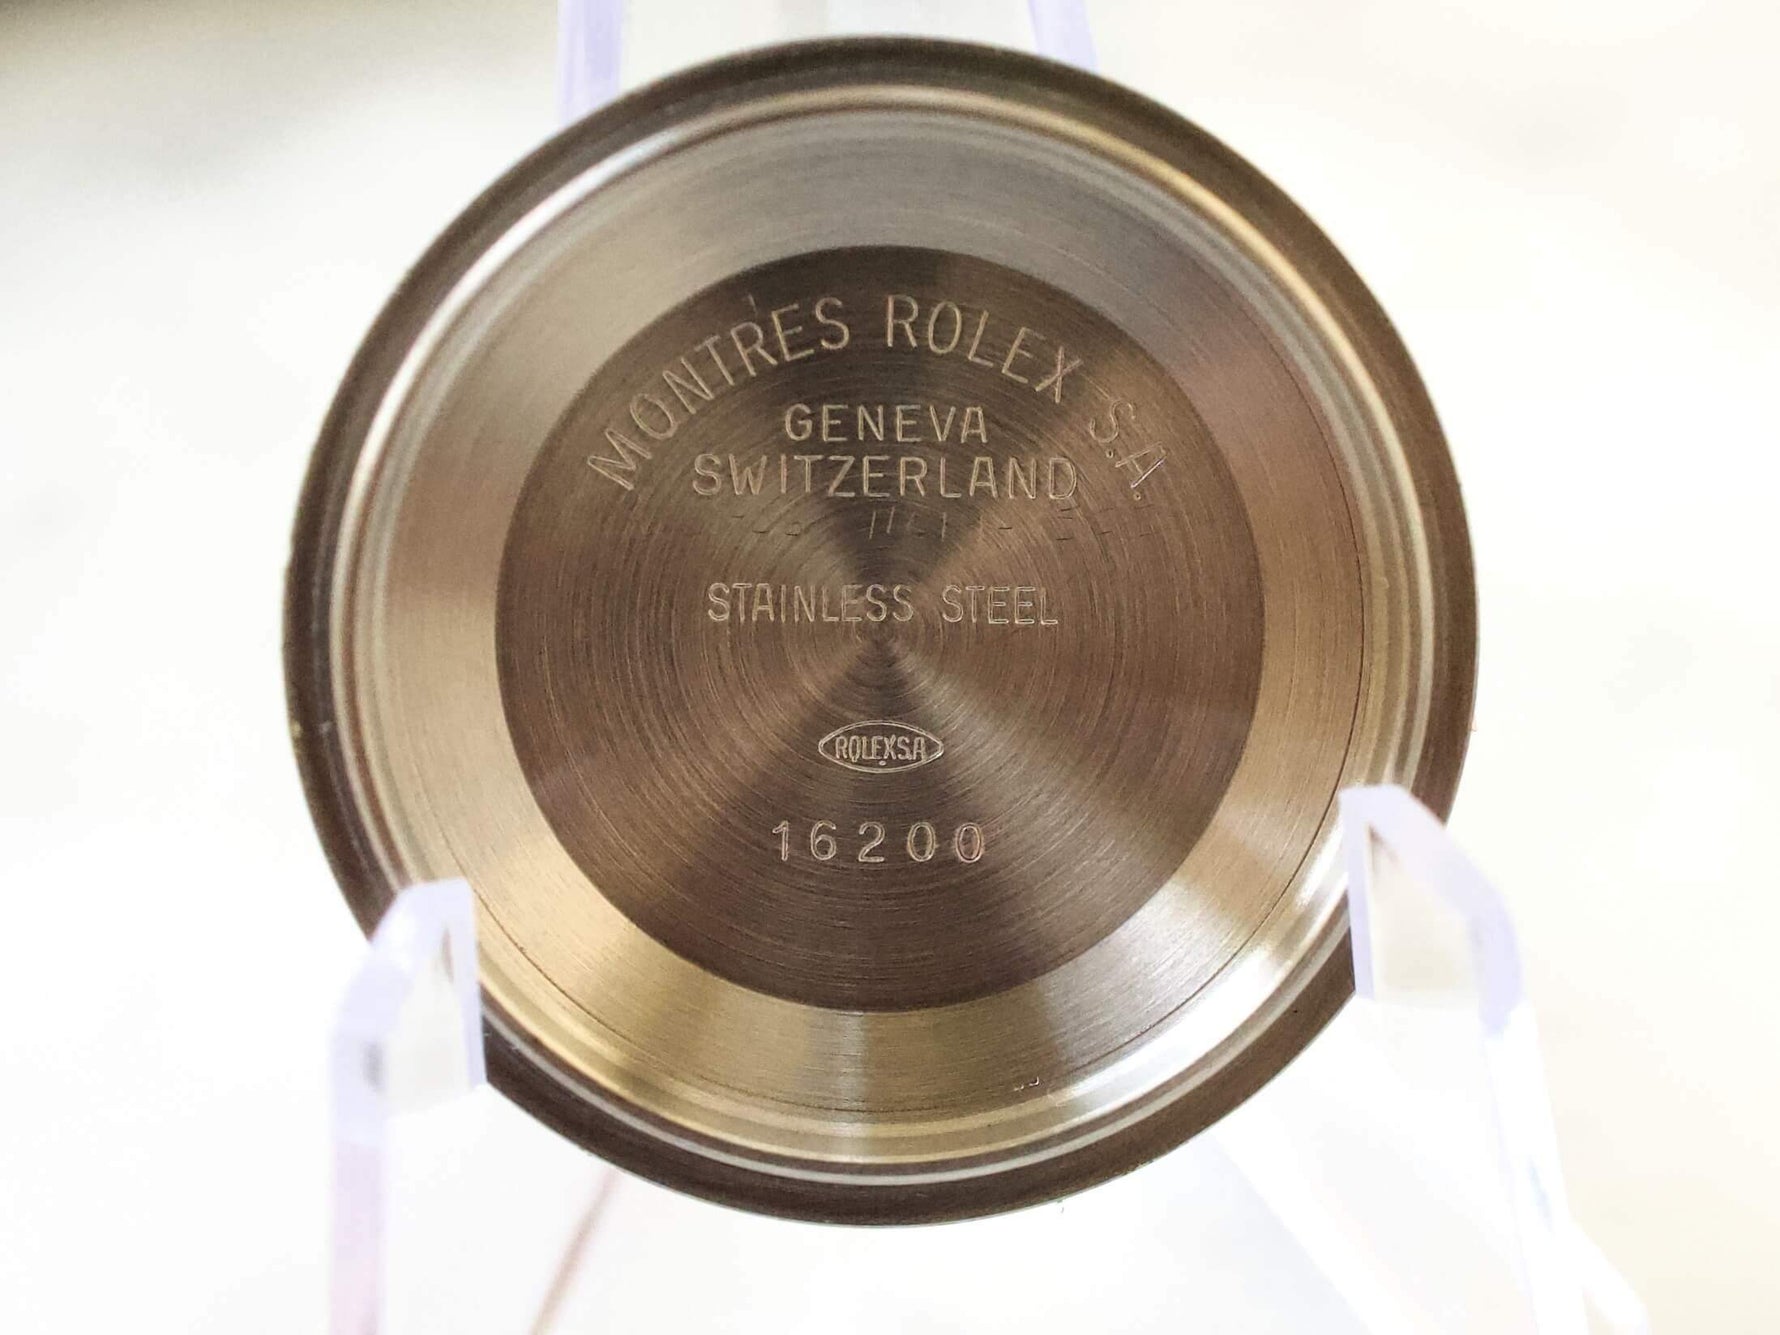 MONTRES ROLEX S.A.
GENEVA
SWITZERLAND
STAINLESS STEEL
ROLEX S.A
16200